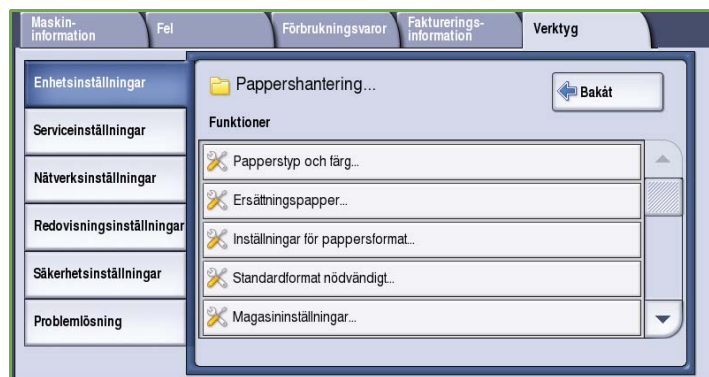 Maskin-
information
Fel
Förbrukningsvaror
Fakturerings-
information
Verktyg
Enhetsinställningar
Serviceinställningar
Nätverksinställningar
Redovisningsinställningar
Säkerhetsinställningar
Problemlösning
Pappershantering...
Bakåt
Funktioner
Papperstyp och färg...
Ersättningspapper...
Inställningar för pappersformat...
Standardformat nödvändigt...
Magasininställningar...